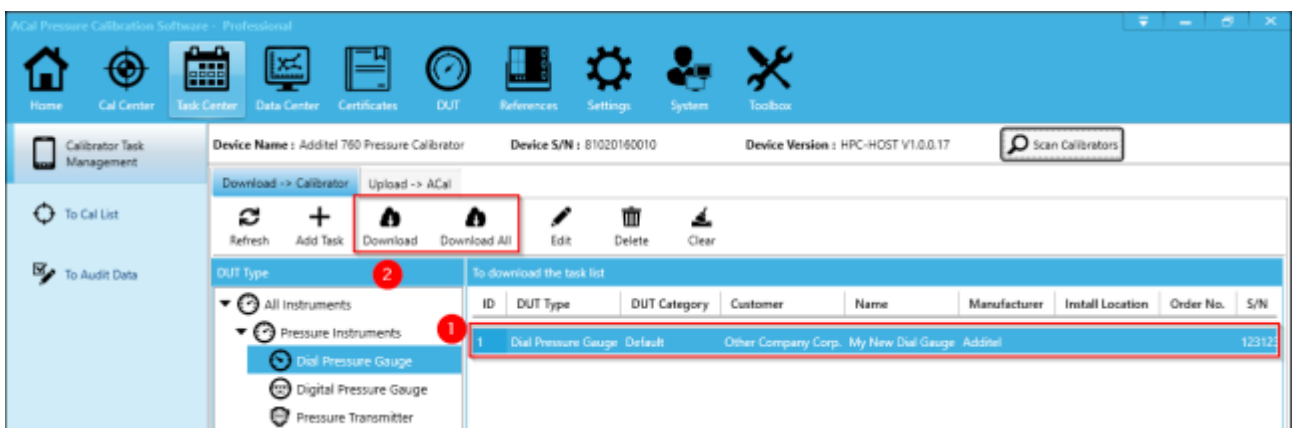 ACal Pressure Calibration Software - Professional
Home Cal Center Task Center Data Center Certificates DUT References Settings System Toolbox
Calibrator Task Management
Device Name : Additel 760 Pressure Calibrator Device S/N : 81020160010 Device Version : HPC-HOST V1.0.0.17 Scan Calibrators
Download -> Calibrator Upload -> ACal
To Cal List
Refresh Add Task Download Download All Edit Delete Clear
To Audit Data
DUT Type 2 To download the task list
All Instruments ID DUT Type DUT Category Customer Name Manufacturer Install Location Order No. S/N
Pressure Instruments 1
1 Dial Pressure Gauge Default Other Company Corp. My New Dial Gauge Additel 12312
Dial Pressure Gauge
Digital Pressure Gauge
Pressure Transmitter